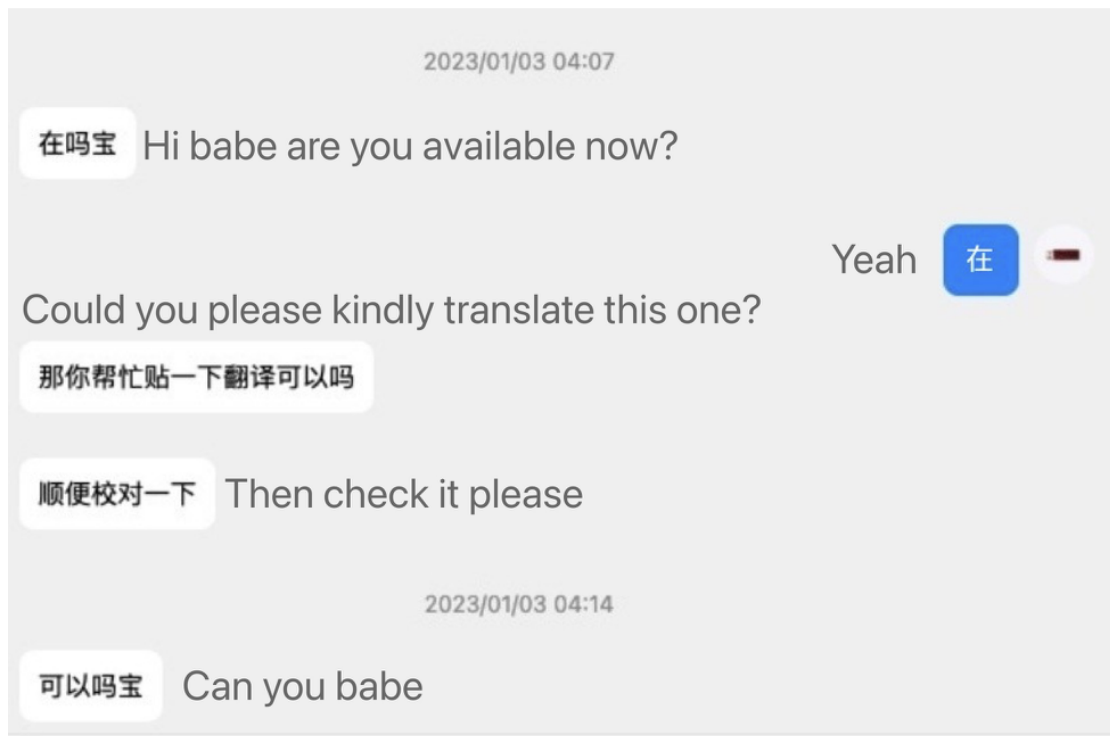 2023/01/03 04:07
在吗宝 Hi babe are you available now?
Yeah 在
Could you please kindly translate this one?
那你帮忙贴一下翻译可以吗
顺便校对一下 Then check it please
2023/01/03 04:14
可以吗宝 Can you babe